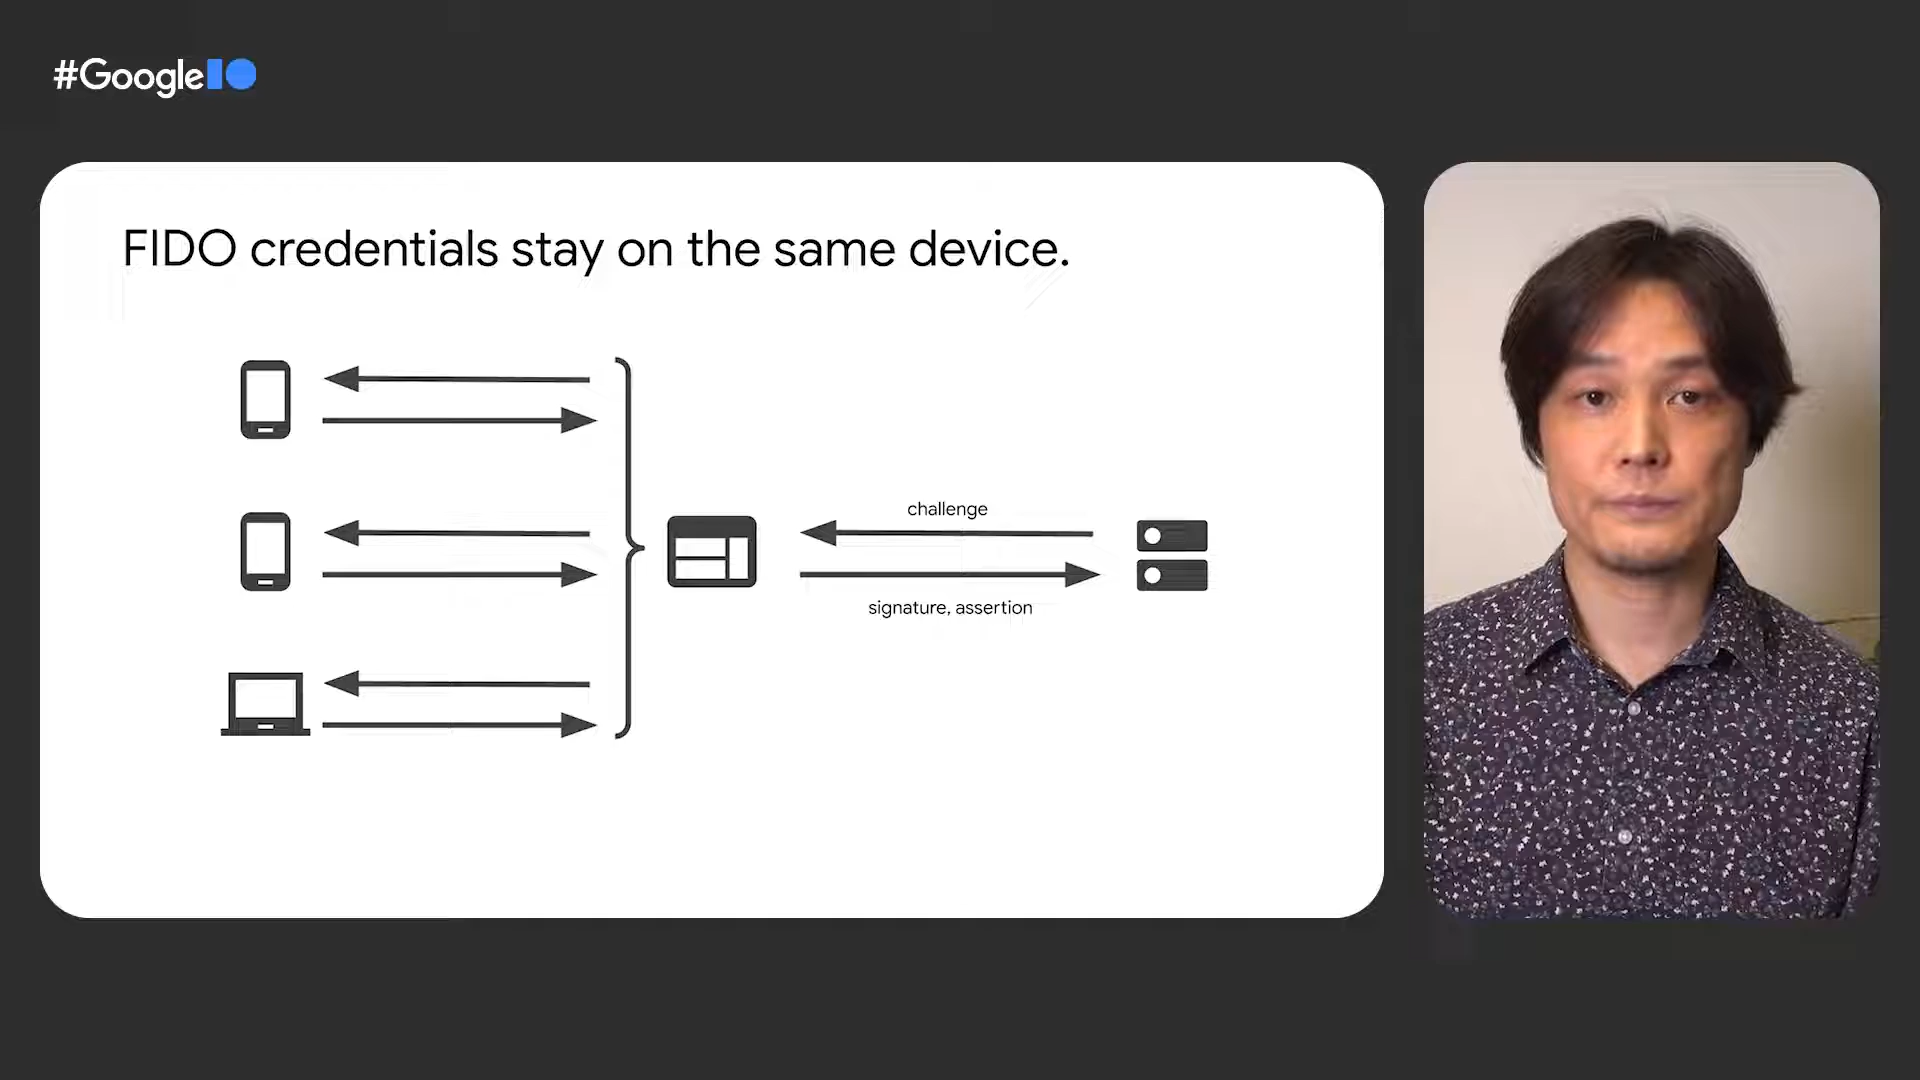 #GoogleIO
FIDO credentials stay on the same device.
challenge
signature, assertion